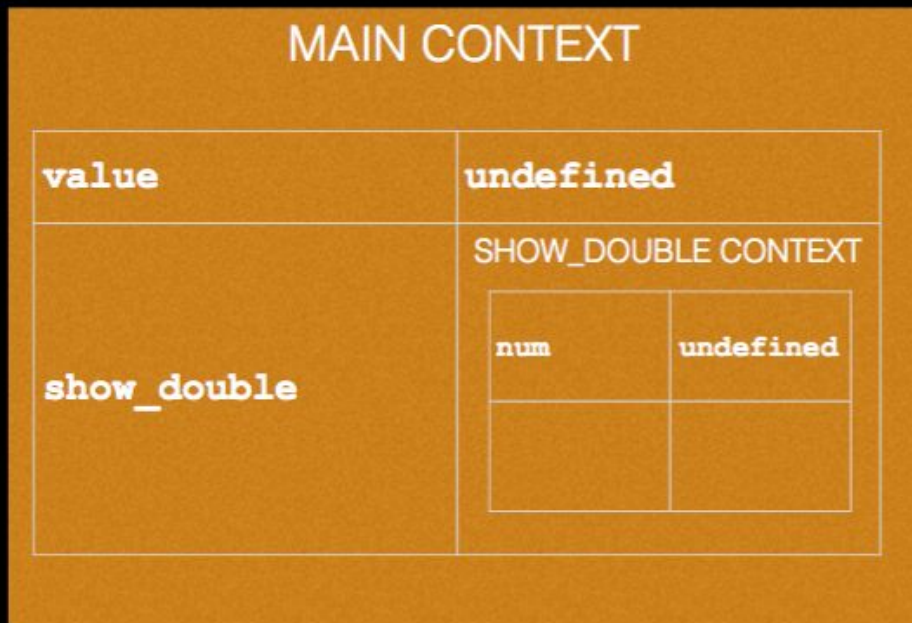 MAIN CONTEXT
value undefined
SHOW_DOUBLE CONTEXT
num undefined
show_double